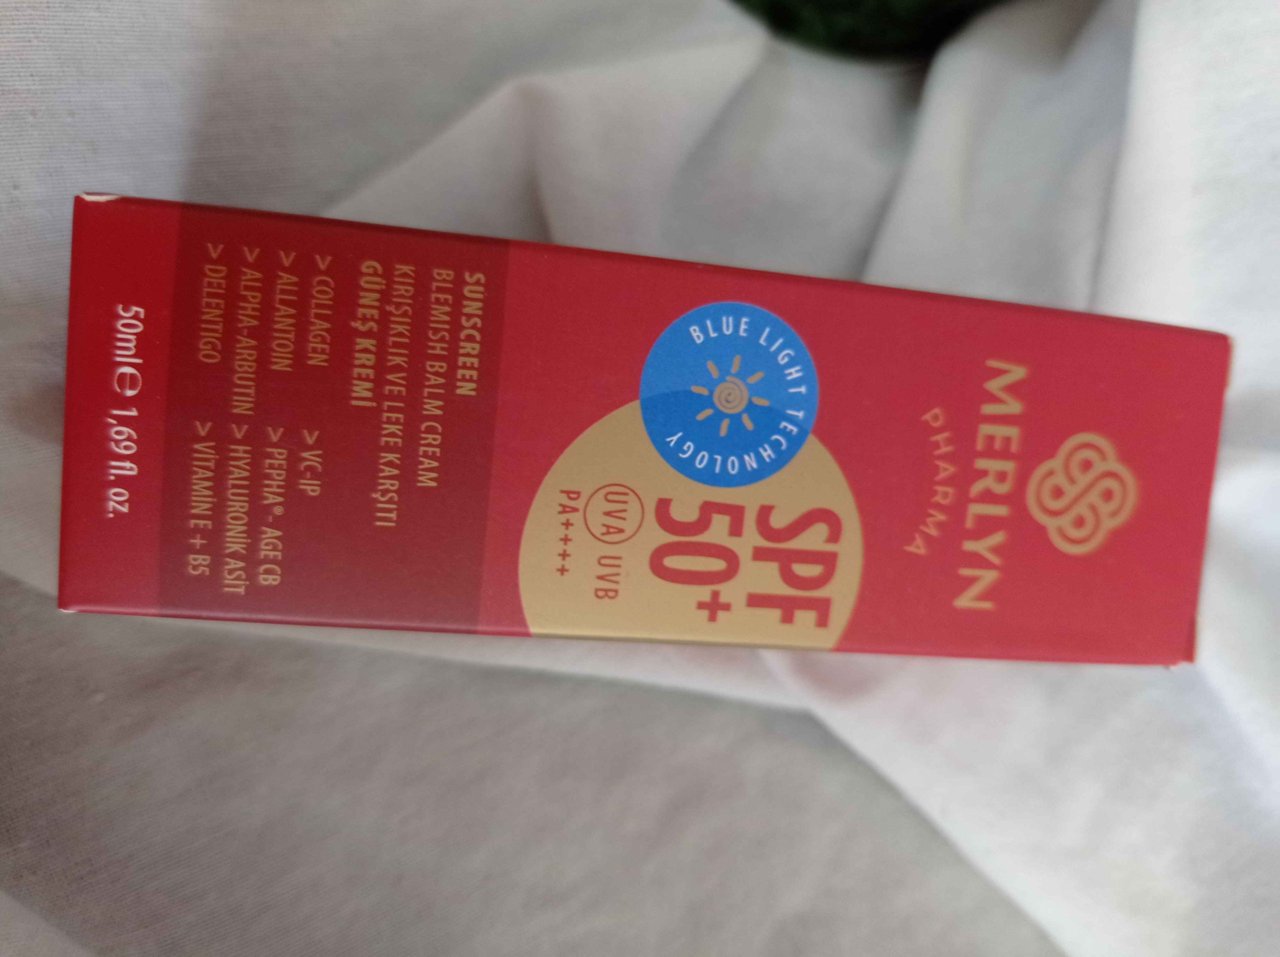 MERLYN
PHARMA
BLUE LIGHT TECHNOLOGY
SPF
50+
UVA UVB
PA++++
SUNSCREEN
BLEMISH BALM CREAM
KIRIŞIKLIK VE LEKE KARŞITI
GÜNEŞ KREMİ
> COLLAGEN
> ALLANTOIN
> ALPHA-ARBUTIN
> DELENTIGO
> VC-IP
> PEPHA®- AGE CB
> HYALURONİK ASİT
> VİTAMİN E + B5
50ml ℮ 1,69 fl. oz.